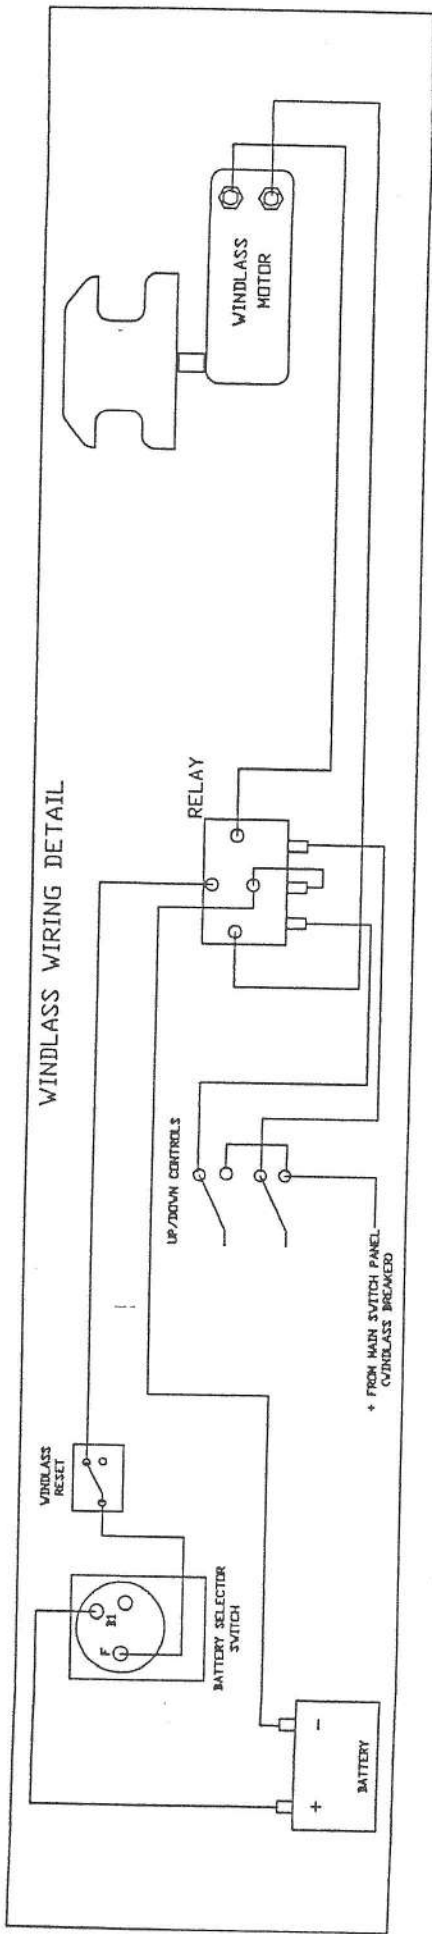 WINDLASS WIRING DETAIL
WINDLASS
RESET
F
B1
BATTERY SELECTOR
SWITCH
+
-
BATTERY
UP/DOWN CONTROLS
+ FROM MAIN SWITCH PANEL
(WINDLASS BREAKER)
RELAY
WINDLASS
MOTOR